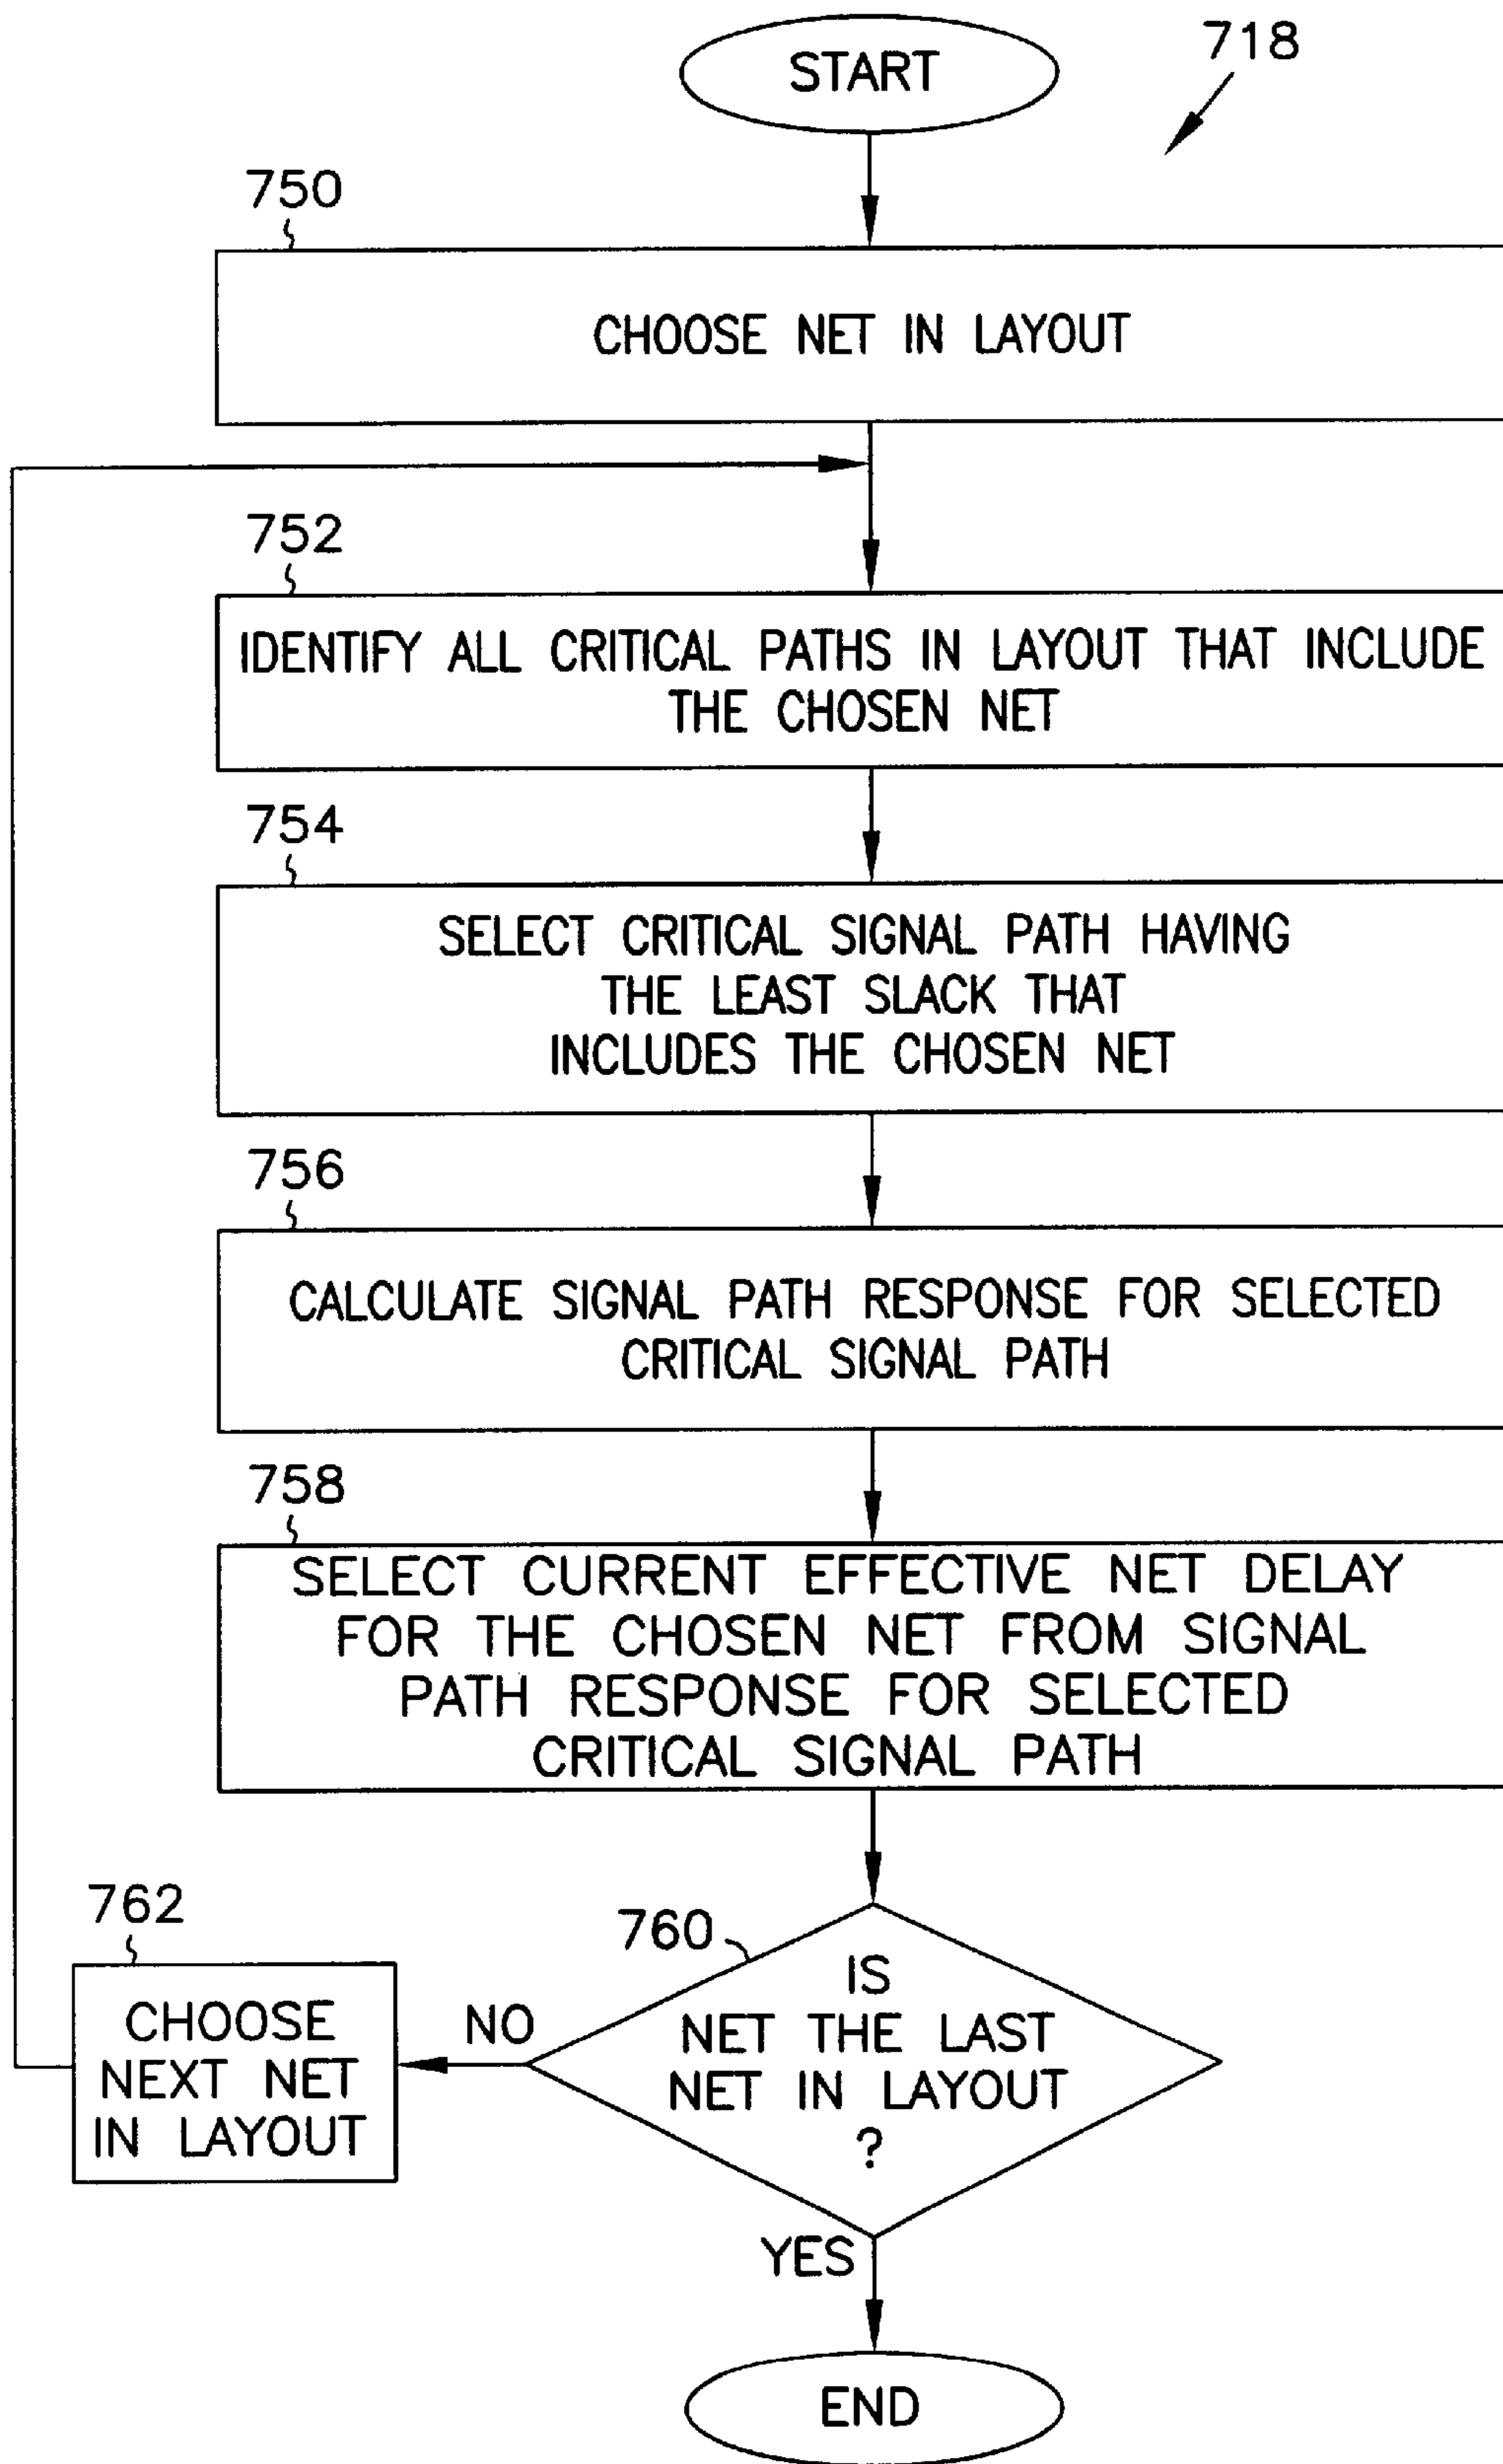 START
718
750
CHOOSE NET IN LAYOUT
752
IDENTIFY ALL CRITICAL PATHS IN LAYOUT THAT INCLUDE
THE CHOSEN NET
754
SELECT CRITICAL SIGNAL PATH HAVING
THE LEAST SLACK THAT
INCLUDES THE CHOSEN NET
756
CALCULATE SIGNAL PATH RESPONSE FOR SELECTED
CRITICAL SIGNAL PATH
758
SELECT CURRENT EFFECTIVE NET DELAY
FOR THE CHOSEN NET FROM SIGNAL
PATH RESPONSE FOR SELECTED
CRITICAL SIGNAL PATH
760
IS
NET THE LAST
NET IN LAYOUT
?
NO
762
CHOOSE
NEXT NET
IN LAYOUT
YES
END